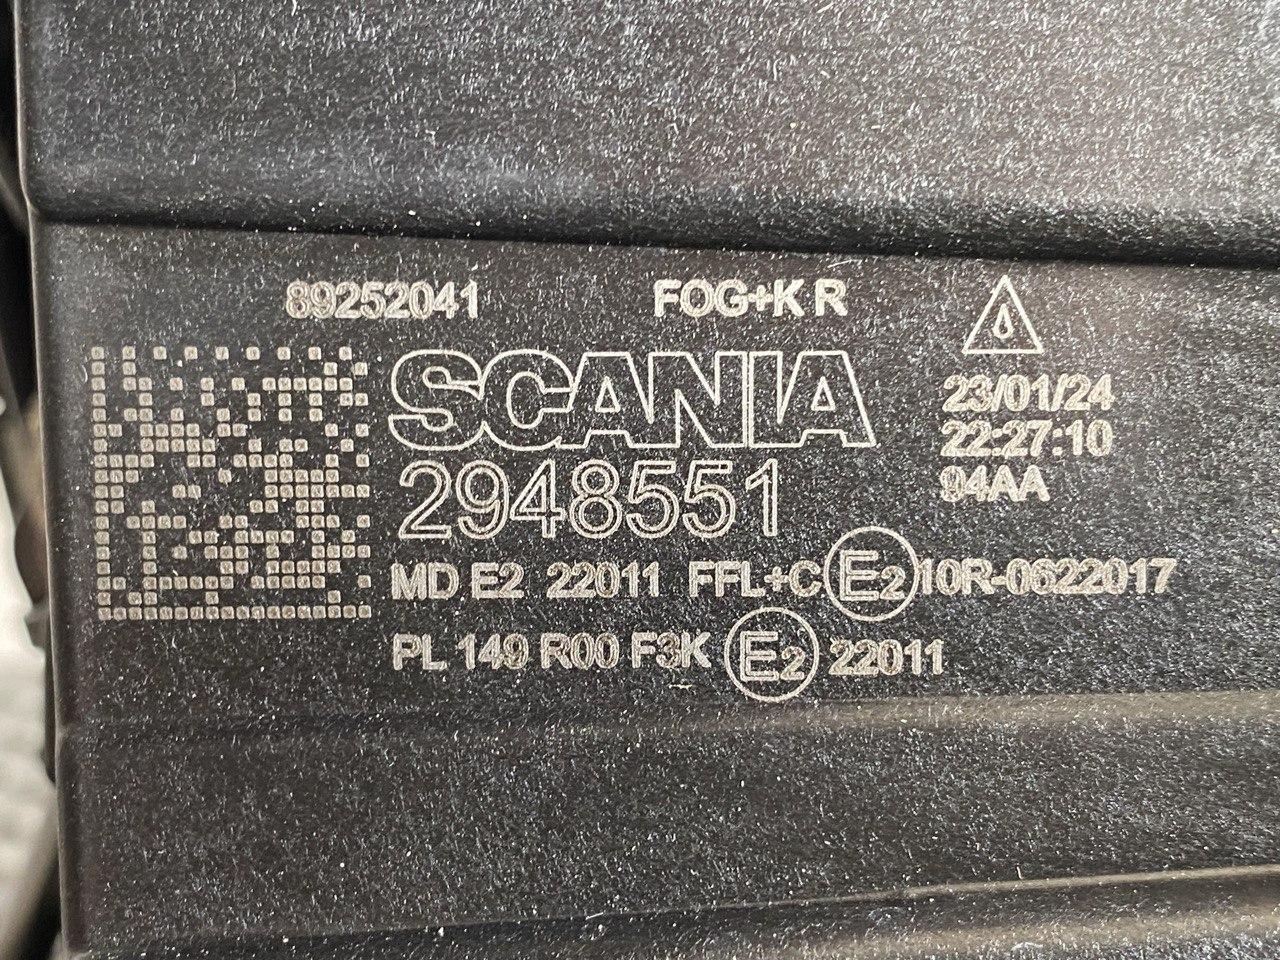 89252041 FOG+K R
SCANIA
2948551
23/01/24
22:27:10
94AA
MD E2 22011 FFL+C E2 10R-0622017
PL 149 R00 F3K E2 22011